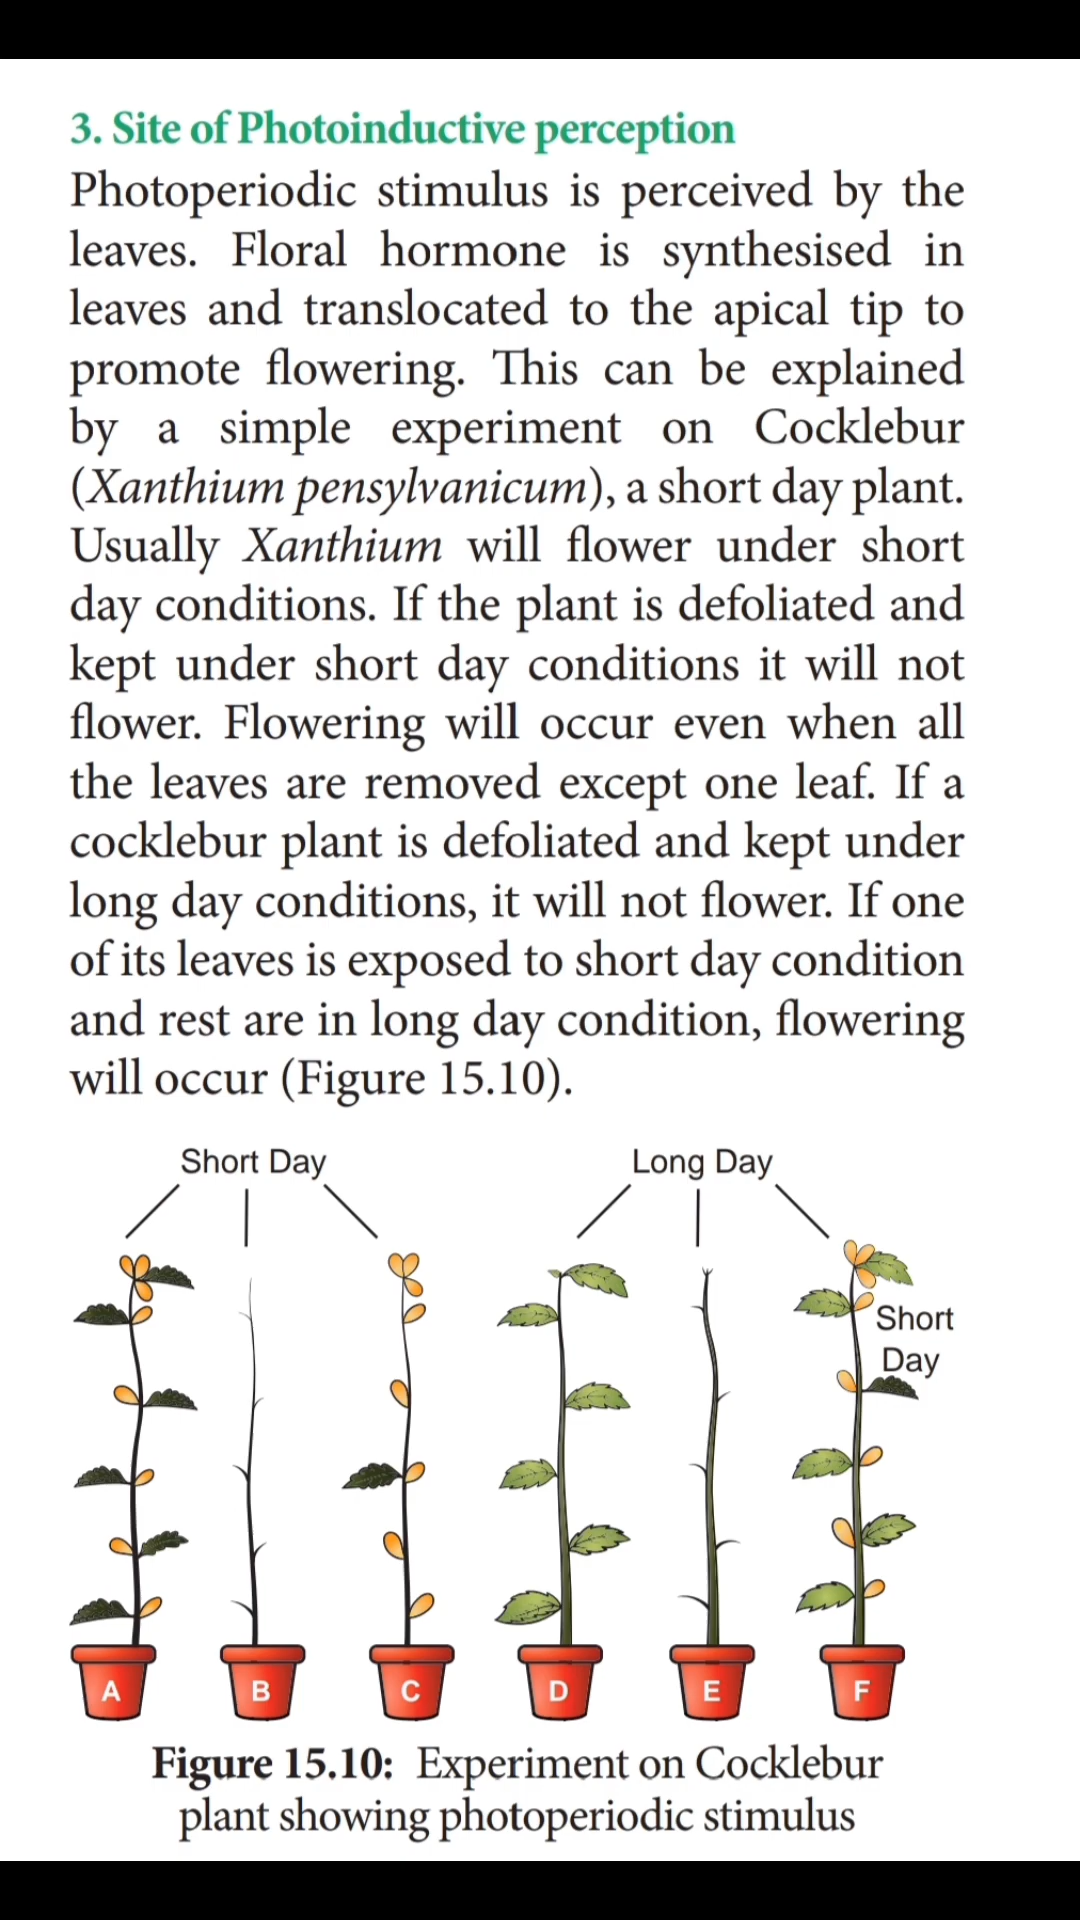 3. Site of Photoinductive perception
Photoperiodic stimulus is perceived by the
leaves. Floral hormone is synthesised in
leaves and translocated to the apical tip to
promote flowering. This can be explained
by a simple experiment on Cocklebur
(Xanthium pensylvanicum), a short day plant.
Usually Xanthium will flower under short
day conditions. If the plant is defoliated and
kept under short day conditions it will not
flower. Flowering will occur even when all
the leaves are removed except one leaf. If a
cocklebur plant is defoliated and kept under
long day conditions, it will not flower. If one
of its leaves is exposed to short day condition
and rest are in long day condition, flowering
will occur (Figure 15.10).
Short Day
Long Day
Short
Day
A
B
C
D
E
F
Figure 15.10: Experiment on Cocklebur
plant showing photoperiodic stimulus